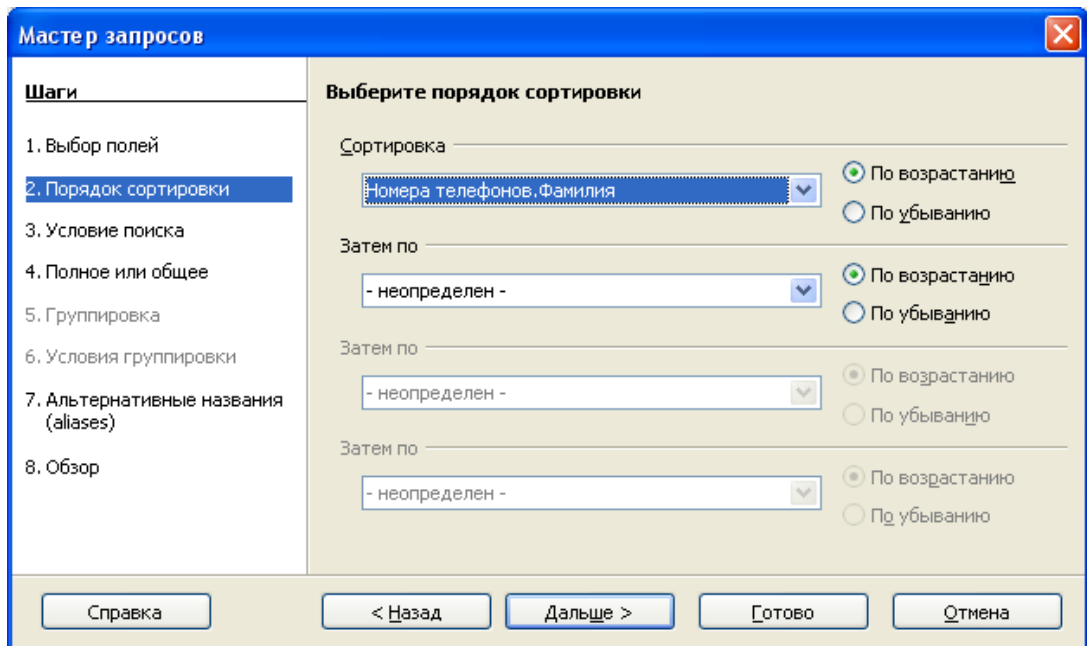 Мастер запросов
Шаги
1. Выбор полей
2. Порядок сортировки
3. Условие поиска
4. Полное или общее
5. Группировка
6. Условия группировки
7. Альтернативные названия
(aliases)
8. Обзор
Выберите порядок сортировки
Сортировка
Номера телефонов.Фамилия
По возрастанию
По убыванию
Затем по
- неопределен -
По возрастанию
По убыванию
Затем по
- неопределен -
По возрастанию
По убыванию
Затем по
- неопределен -
По возрастанию
По убыванию
Справка
< Назад
Дальше >
Готово
Отмена